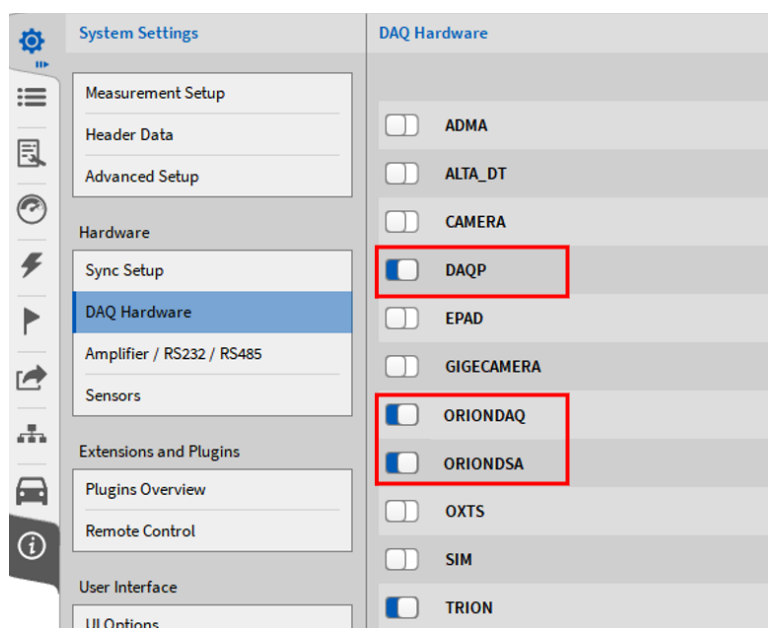 System Settings
Measurement Setup
Header Data
Advanced Setup
Hardware
Sync Setup
DAQ Hardware
Amplifier / RS232 / RS485
Sensors
Extensions and Plugins
Plugins Overview
Remote Control
User Interface
UI Options
DAQ Hardware
ADMA
ALTA_DT
CAMERA
DAQP
EPAD
GIGECAMERA
ORIONDAQ
ORIONDSA
OXTS
SIM
TRION